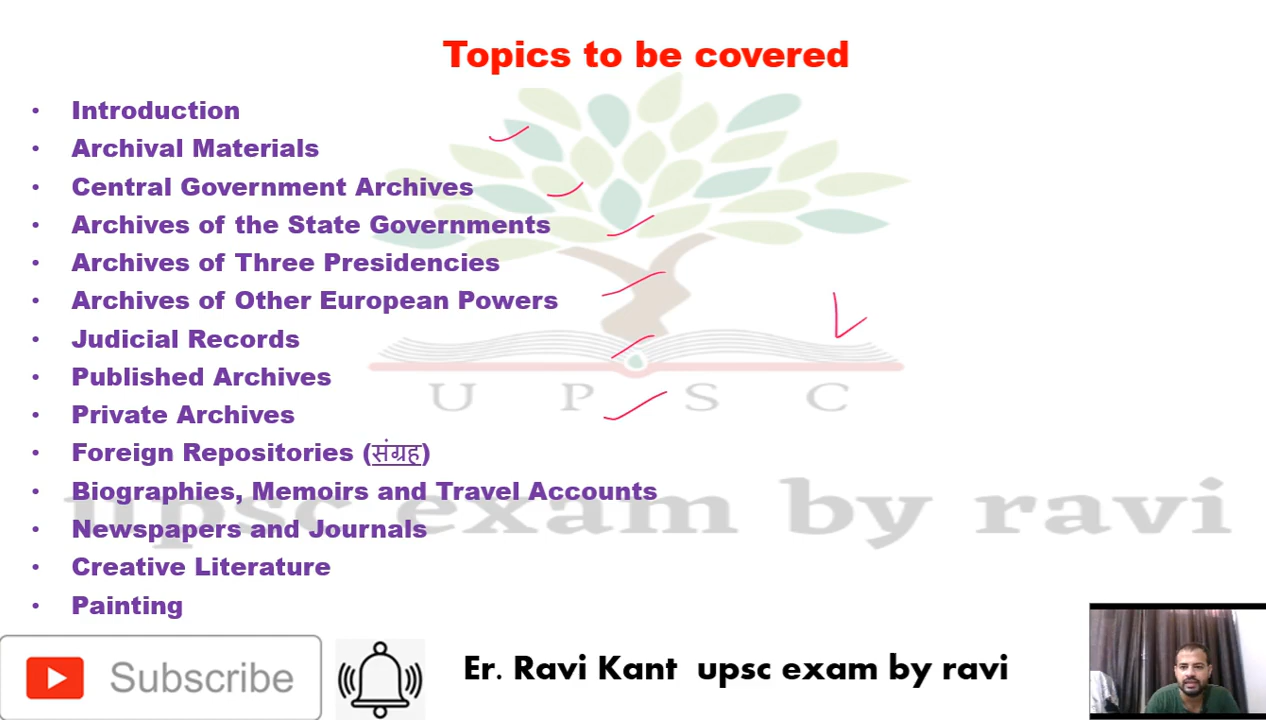 Topics to be covered
• Introduction
• Archival Materials
• Central Government Archives
• Archives of the State Governments
• Archives of Three Presidencies
• Archives of Other European Powers
• Judicial Records
• Published Archives
• Private Archives
• Foreign Repositories (संग्रह)
• Biographies, Memoirs and Travel Accounts
• Newspapers and Journals
• Creative Literature
• Painting
U P S C
upsc exam by ravi
Subscribe
Er. Ravi Kant upsc exam by ravi